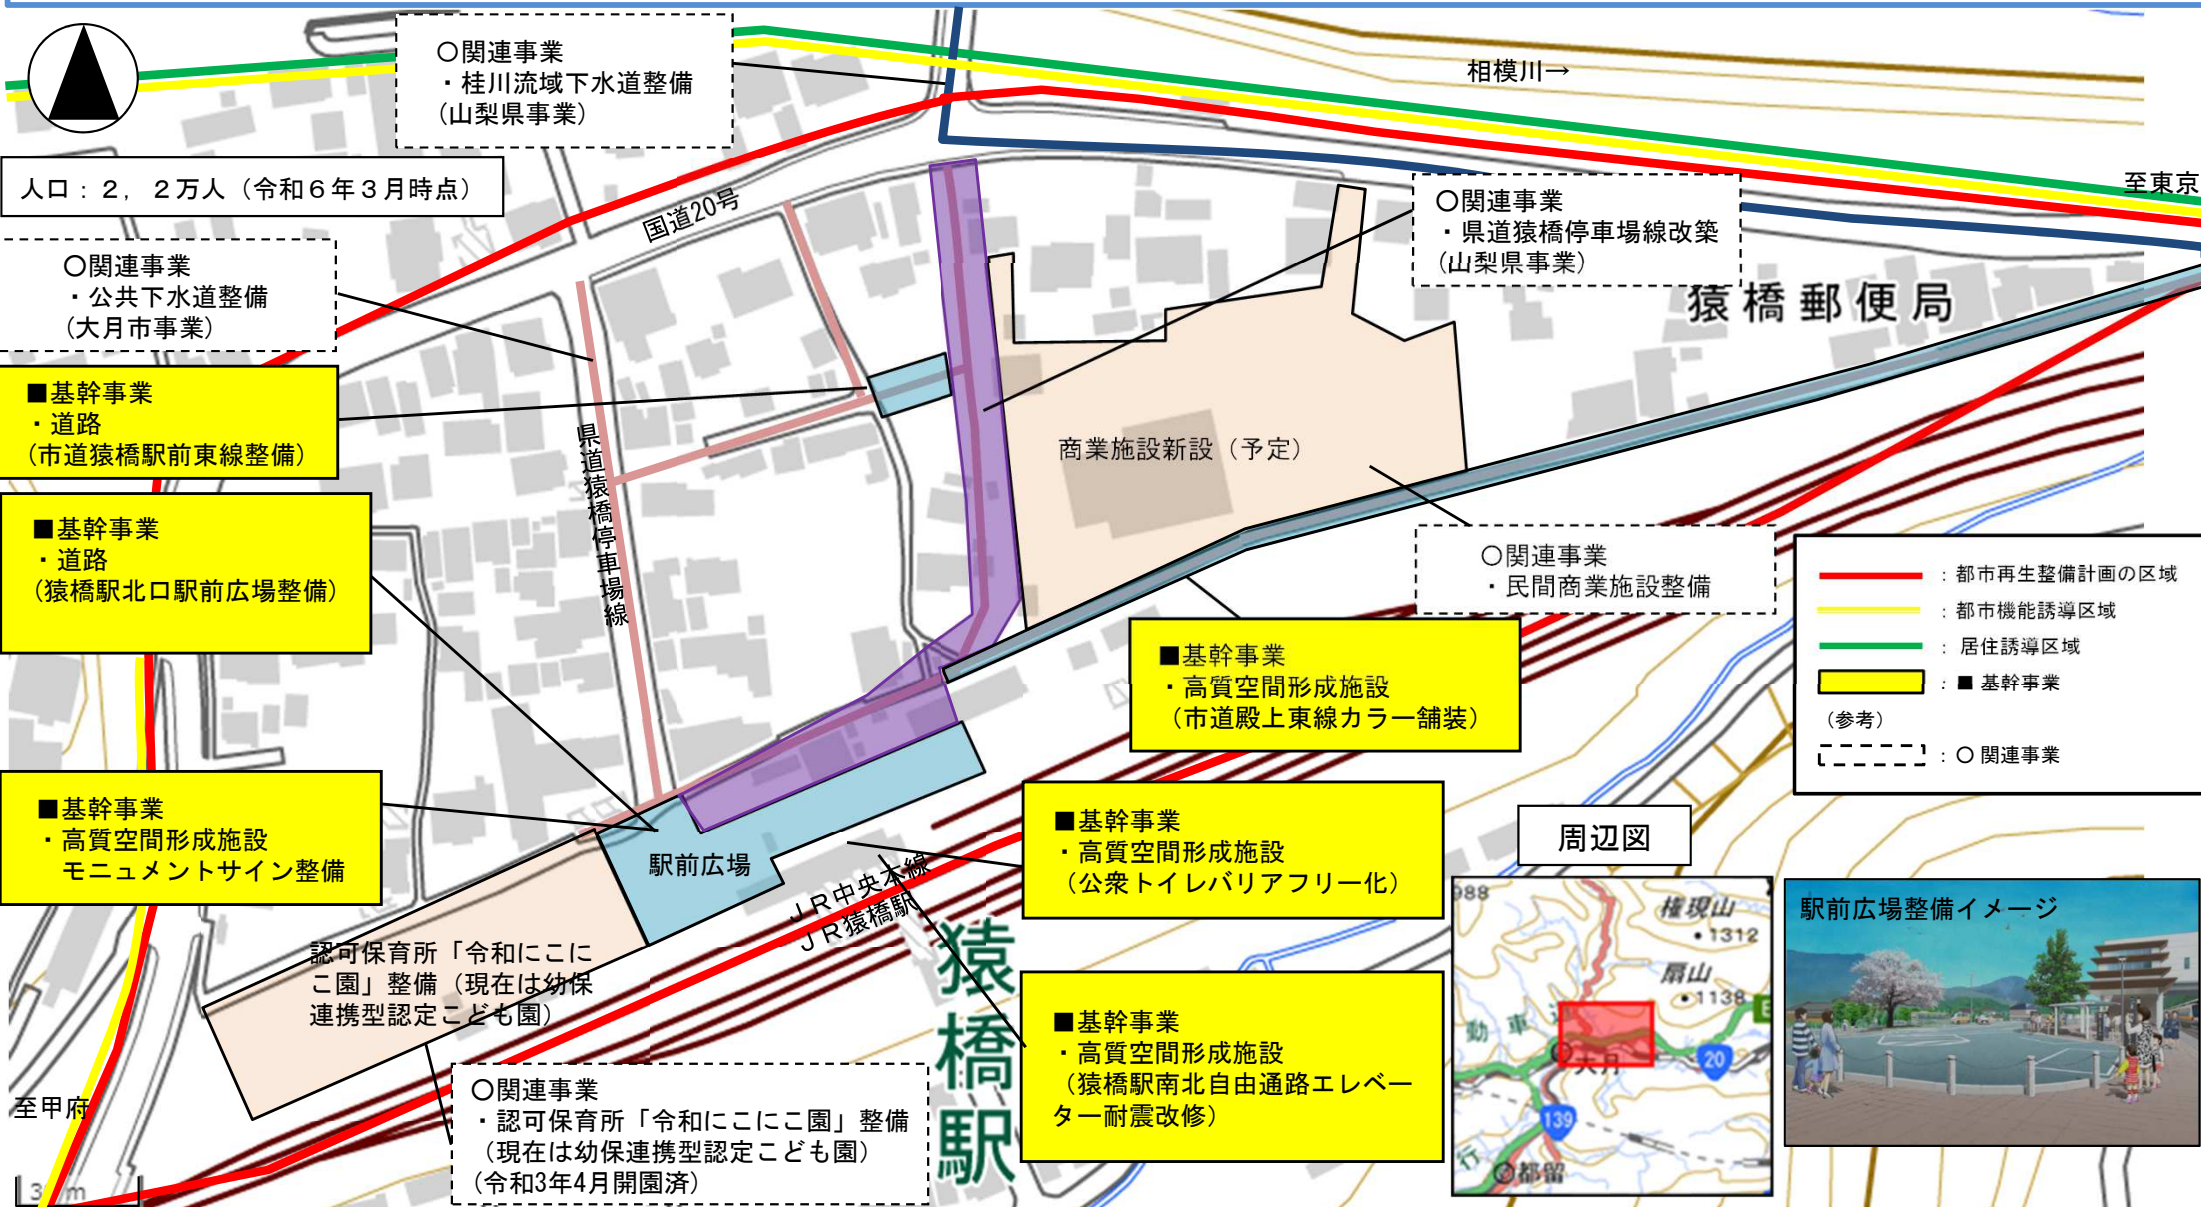 ○関連事業
・桂川流域下水道整備
(山梨県事業)
相模川→
人口：２，２万人（令和６年３月時点）
国道20号
至東京
○関連事業
・県道猿橋停車場線改築
(山梨県事業)
○関連事業
・公共下水道整備
(大月市事業)
猿橋郵便局
■基幹事業
・道路
(市道猿橋駅前東線整備)
県道猿橋停車場線
商業施設新設（予定）
■基幹事業
・道路
(猿橋駅北口駅前広場整備)
○関連事業
・民間商業施設整備
：都市再生整備計画の区域
：都市機能誘導区域
：居住誘導区域
：■ 基幹事業
（参考）
：○ 関連事業
■基幹事業
・高質空間形成施設
（市道殿上東線カラー舗装）
■基幹事業
・高質空間形成施設
モニュメントサイン整備
駅前広場
ＪＲ中央本線
ＪＲ猿橋駅
■基幹事業
・高質空間形成施設
（公衆トイレバリアフリー化）
周辺図
猿橋駅
認可保育所「令和にこに
こ園」整備（現在は幼保
連携型認定こども園）
■基幹事業
・高質空間形成施設
（猿橋駅南北自由通路エレベー
ター耐震改修）
988
権現山
・1312
扇山
・1138
動車道
大月
20
139
都留
駅前広場整備イメージ
至甲府
○関連事業
・認可保育所「令和にこにこ園」整備
（現在は幼保連携型認定こども園）
(令和3年4月開園済)